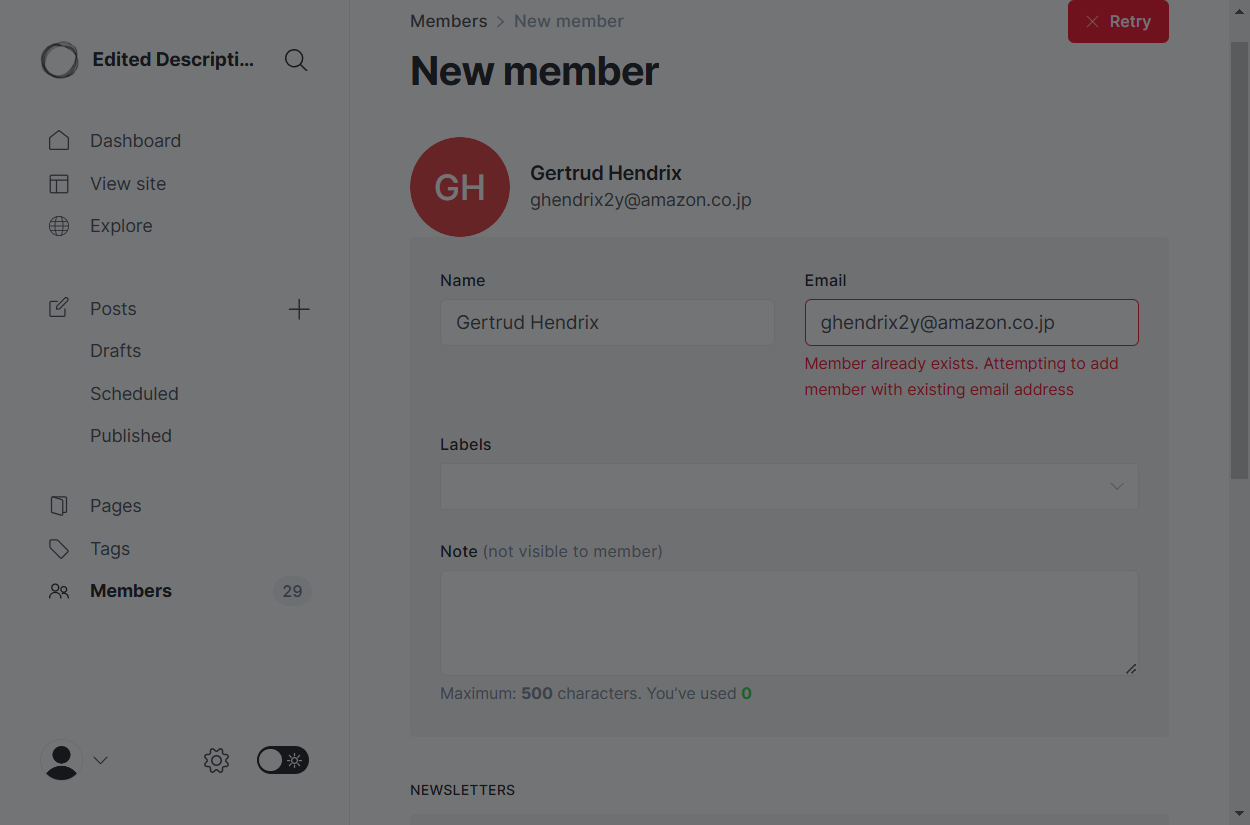 Edited Descripti...
Dashboard
View site
Explore
Posts
Drafts
Scheduled
Published
Pages
Tags
Members
29
Members > New member
Retry
New member
GH
Gertrud Hendrix
ghendrix2y@amazon.co.jp
Name
Gertrud Hendrix
Email
ghendrix2y@amazon.co.jp
Member already exists. Attempting to add
member with existing email address
Labels
Note (not visible to member)
Maximum: 500 characters. You've used 0
NEWSLETTERS